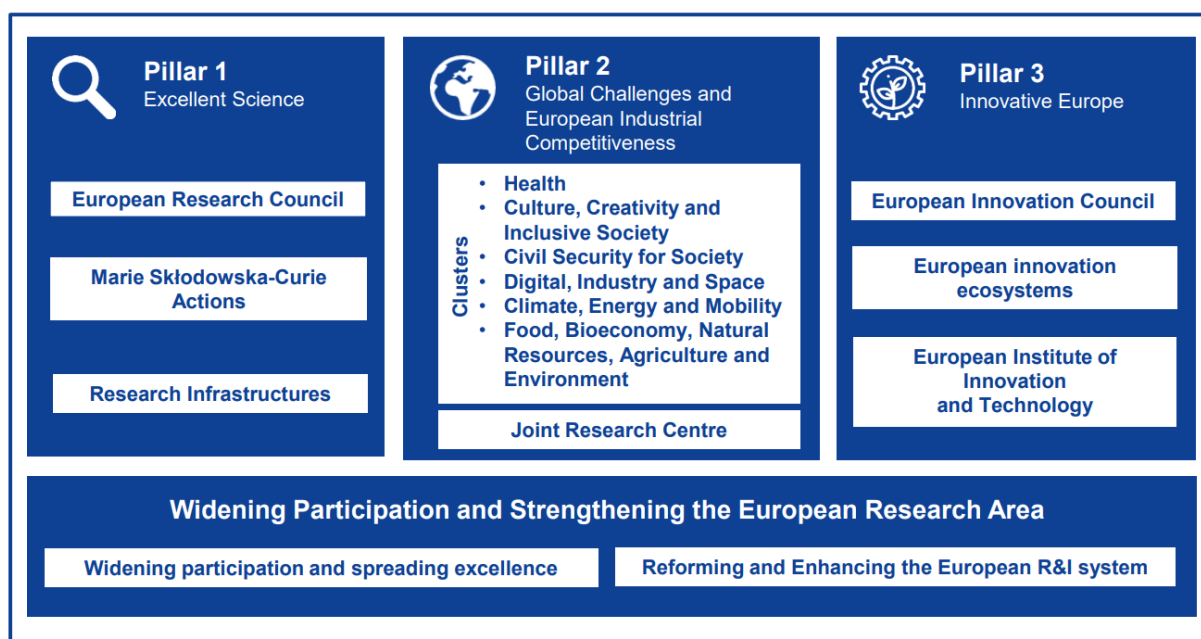 Pillar 1
Excellent Science
European Research Council
Marie Skłodowska-Curie
Actions
Research Infrastructures
Pillar 2
Global Challenges and
European Industrial
Competitiveness
Clusters
• Health
• Culture, Creativity and
Inclusive Society
• Civil Security for Society
• Digital, Industry and Space
• Climate, Energy and Mobility
• Food, Bioeconomy, Natural
Resources, Agriculture and
Environment
Joint Research Centre
Pillar 3
Innovative Europe
European Innovation Council
European innovation
ecosystems
European Institute of
Innovation
and Technology
Widening Participation and Strengthening the European Research Area
Widening participation and spreading excellence
Reforming and Enhancing the European R&I system